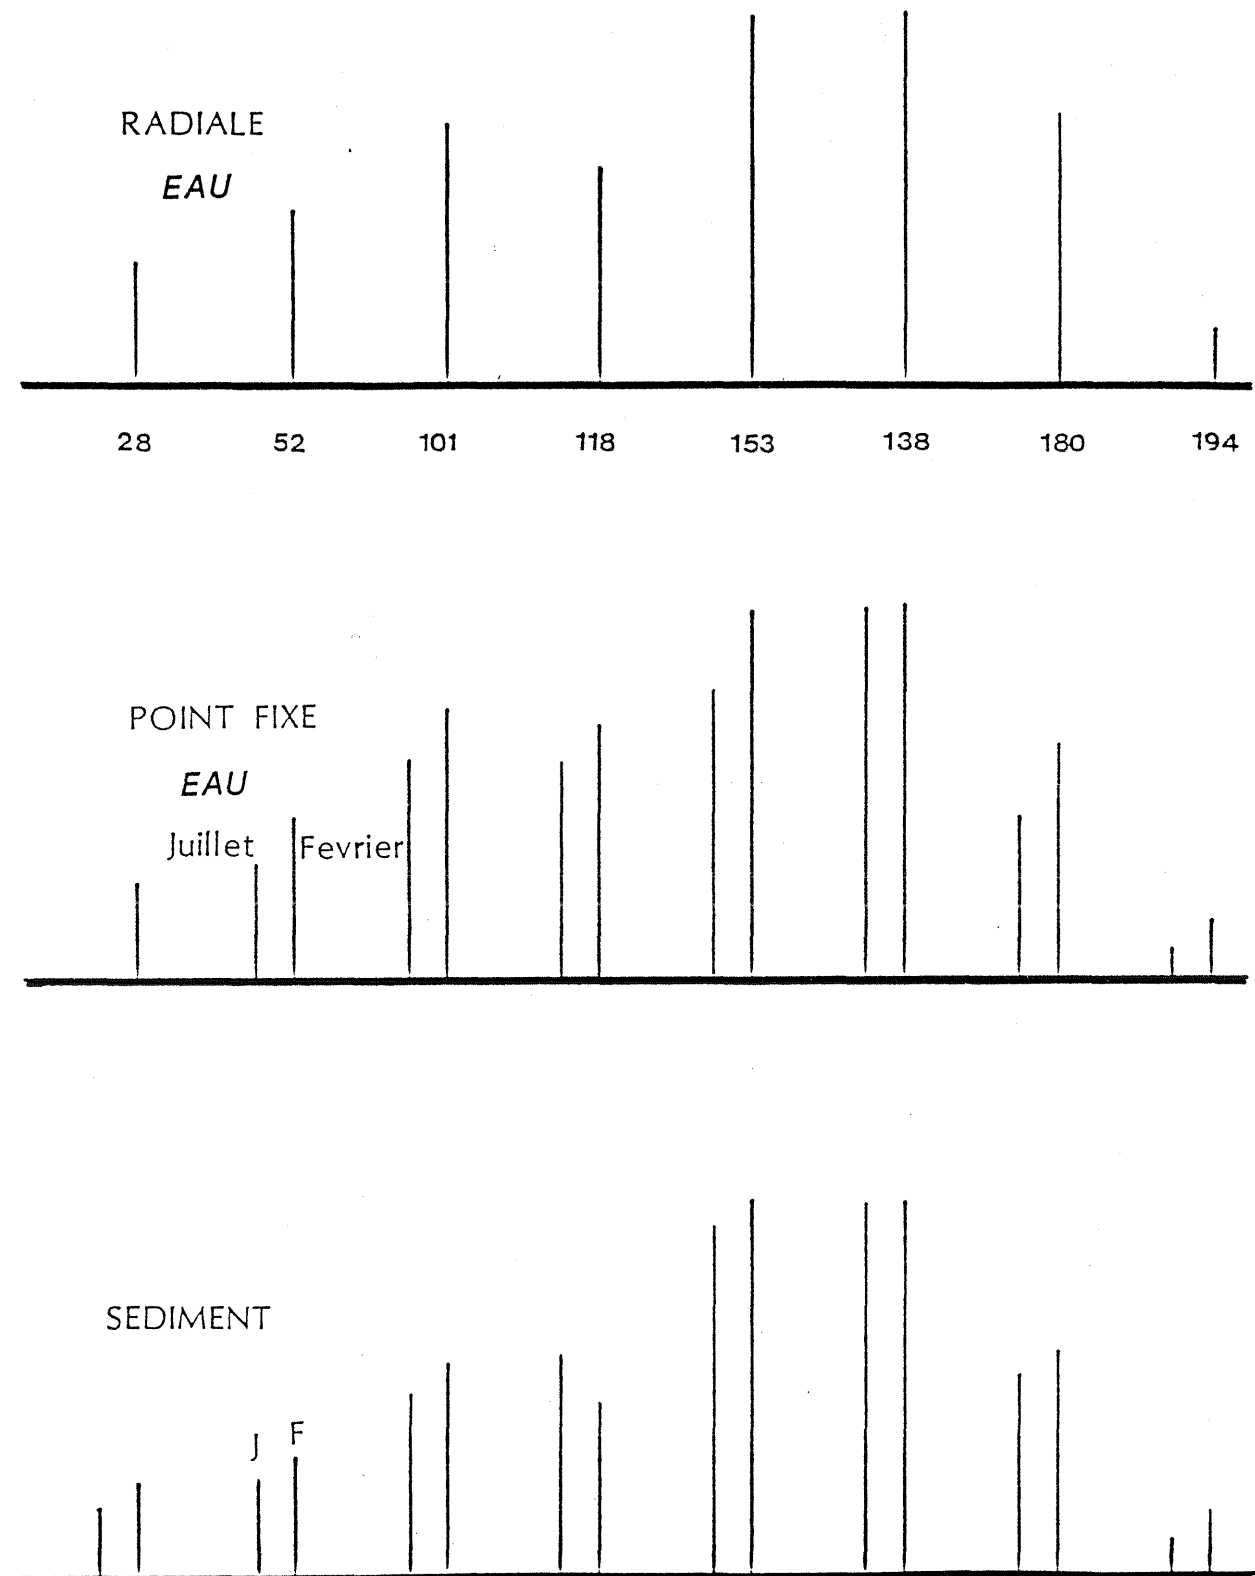 RADIALE
EAU
28 52 101 118 153 138 180 194
POINT FIXE
EAU
Juillet Fevrier
SEDIMENT
J F